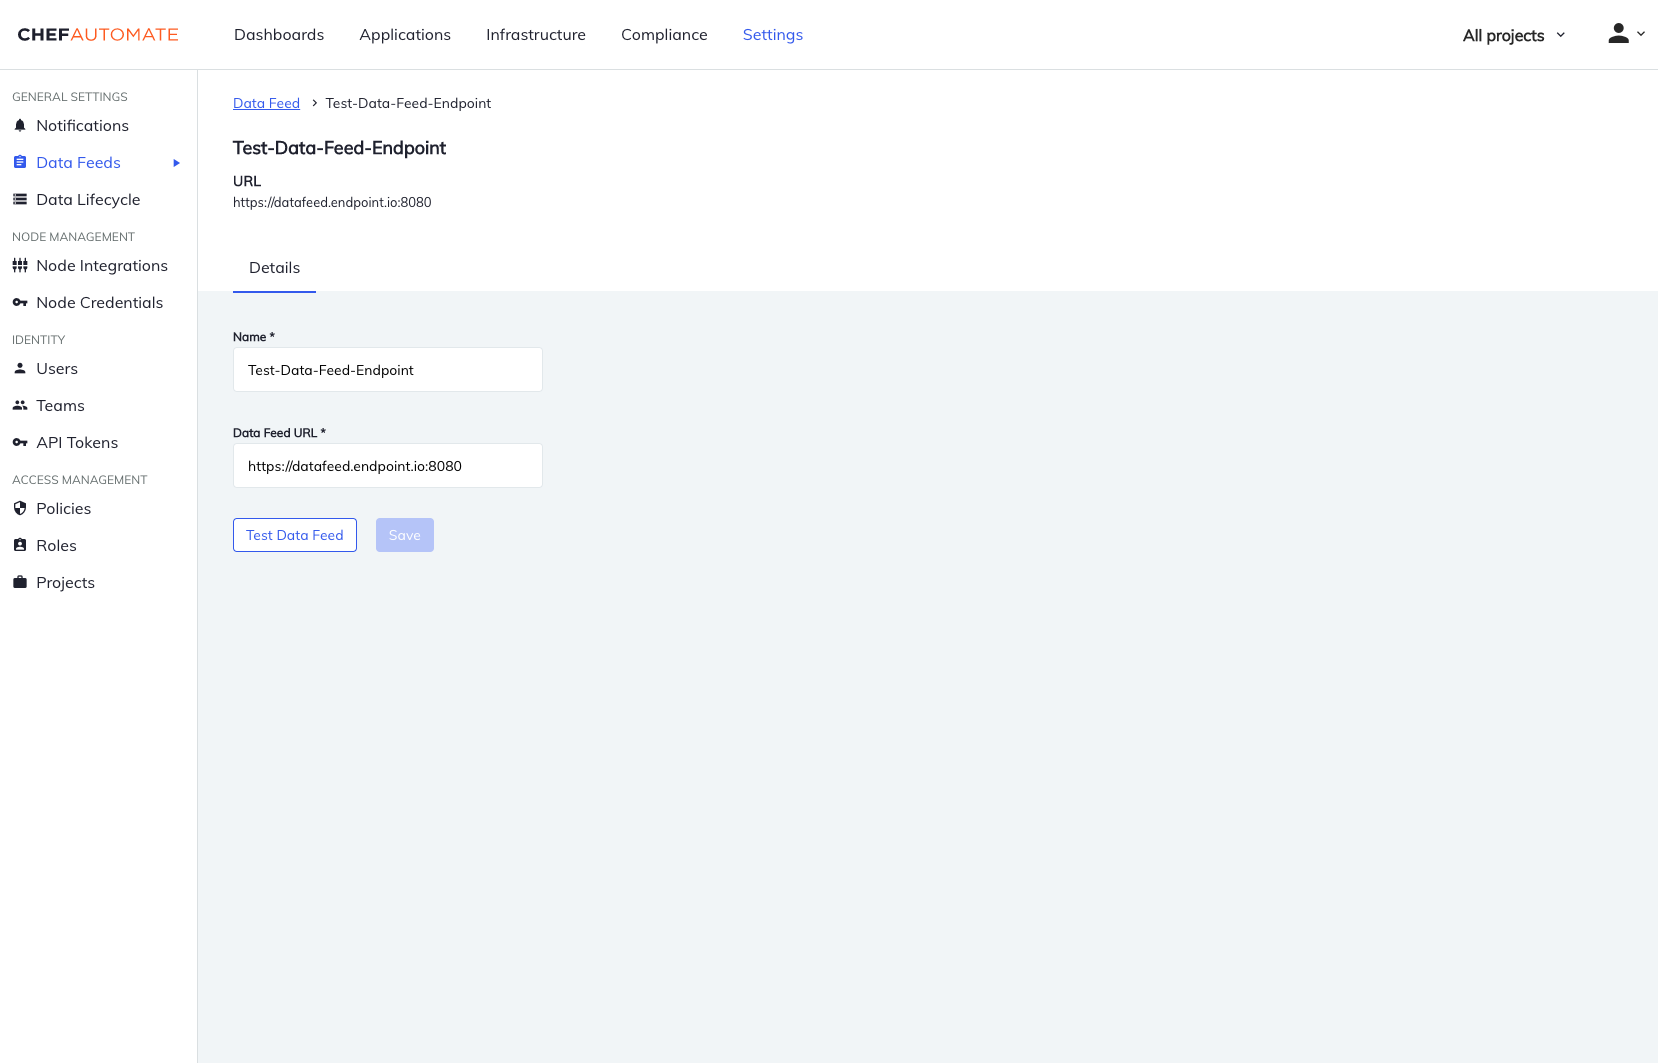 CHEFAUTOMATE
Dashboards Applications Infrastructure Compliance Settings
All projects
GENERAL SETTINGS
Notifications
Data Feeds
Data Lifecycle
NODE MANAGEMENT
Node Integrations
Node Credentials
IDENTITY
Users
Teams
API Tokens
ACCESS MANAGEMENT
Policies
Roles
Projects
Data Feed > Test-Data-Feed-Endpoint
Test-Data-Feed-Endpoint
URL
https://datafeed.endpoint.io:8080
Details
Name *
Test-Data-Feed-Endpoint
Data Feed URL *
https://datafeed.endpoint.io:8080
Test Data Feed Save